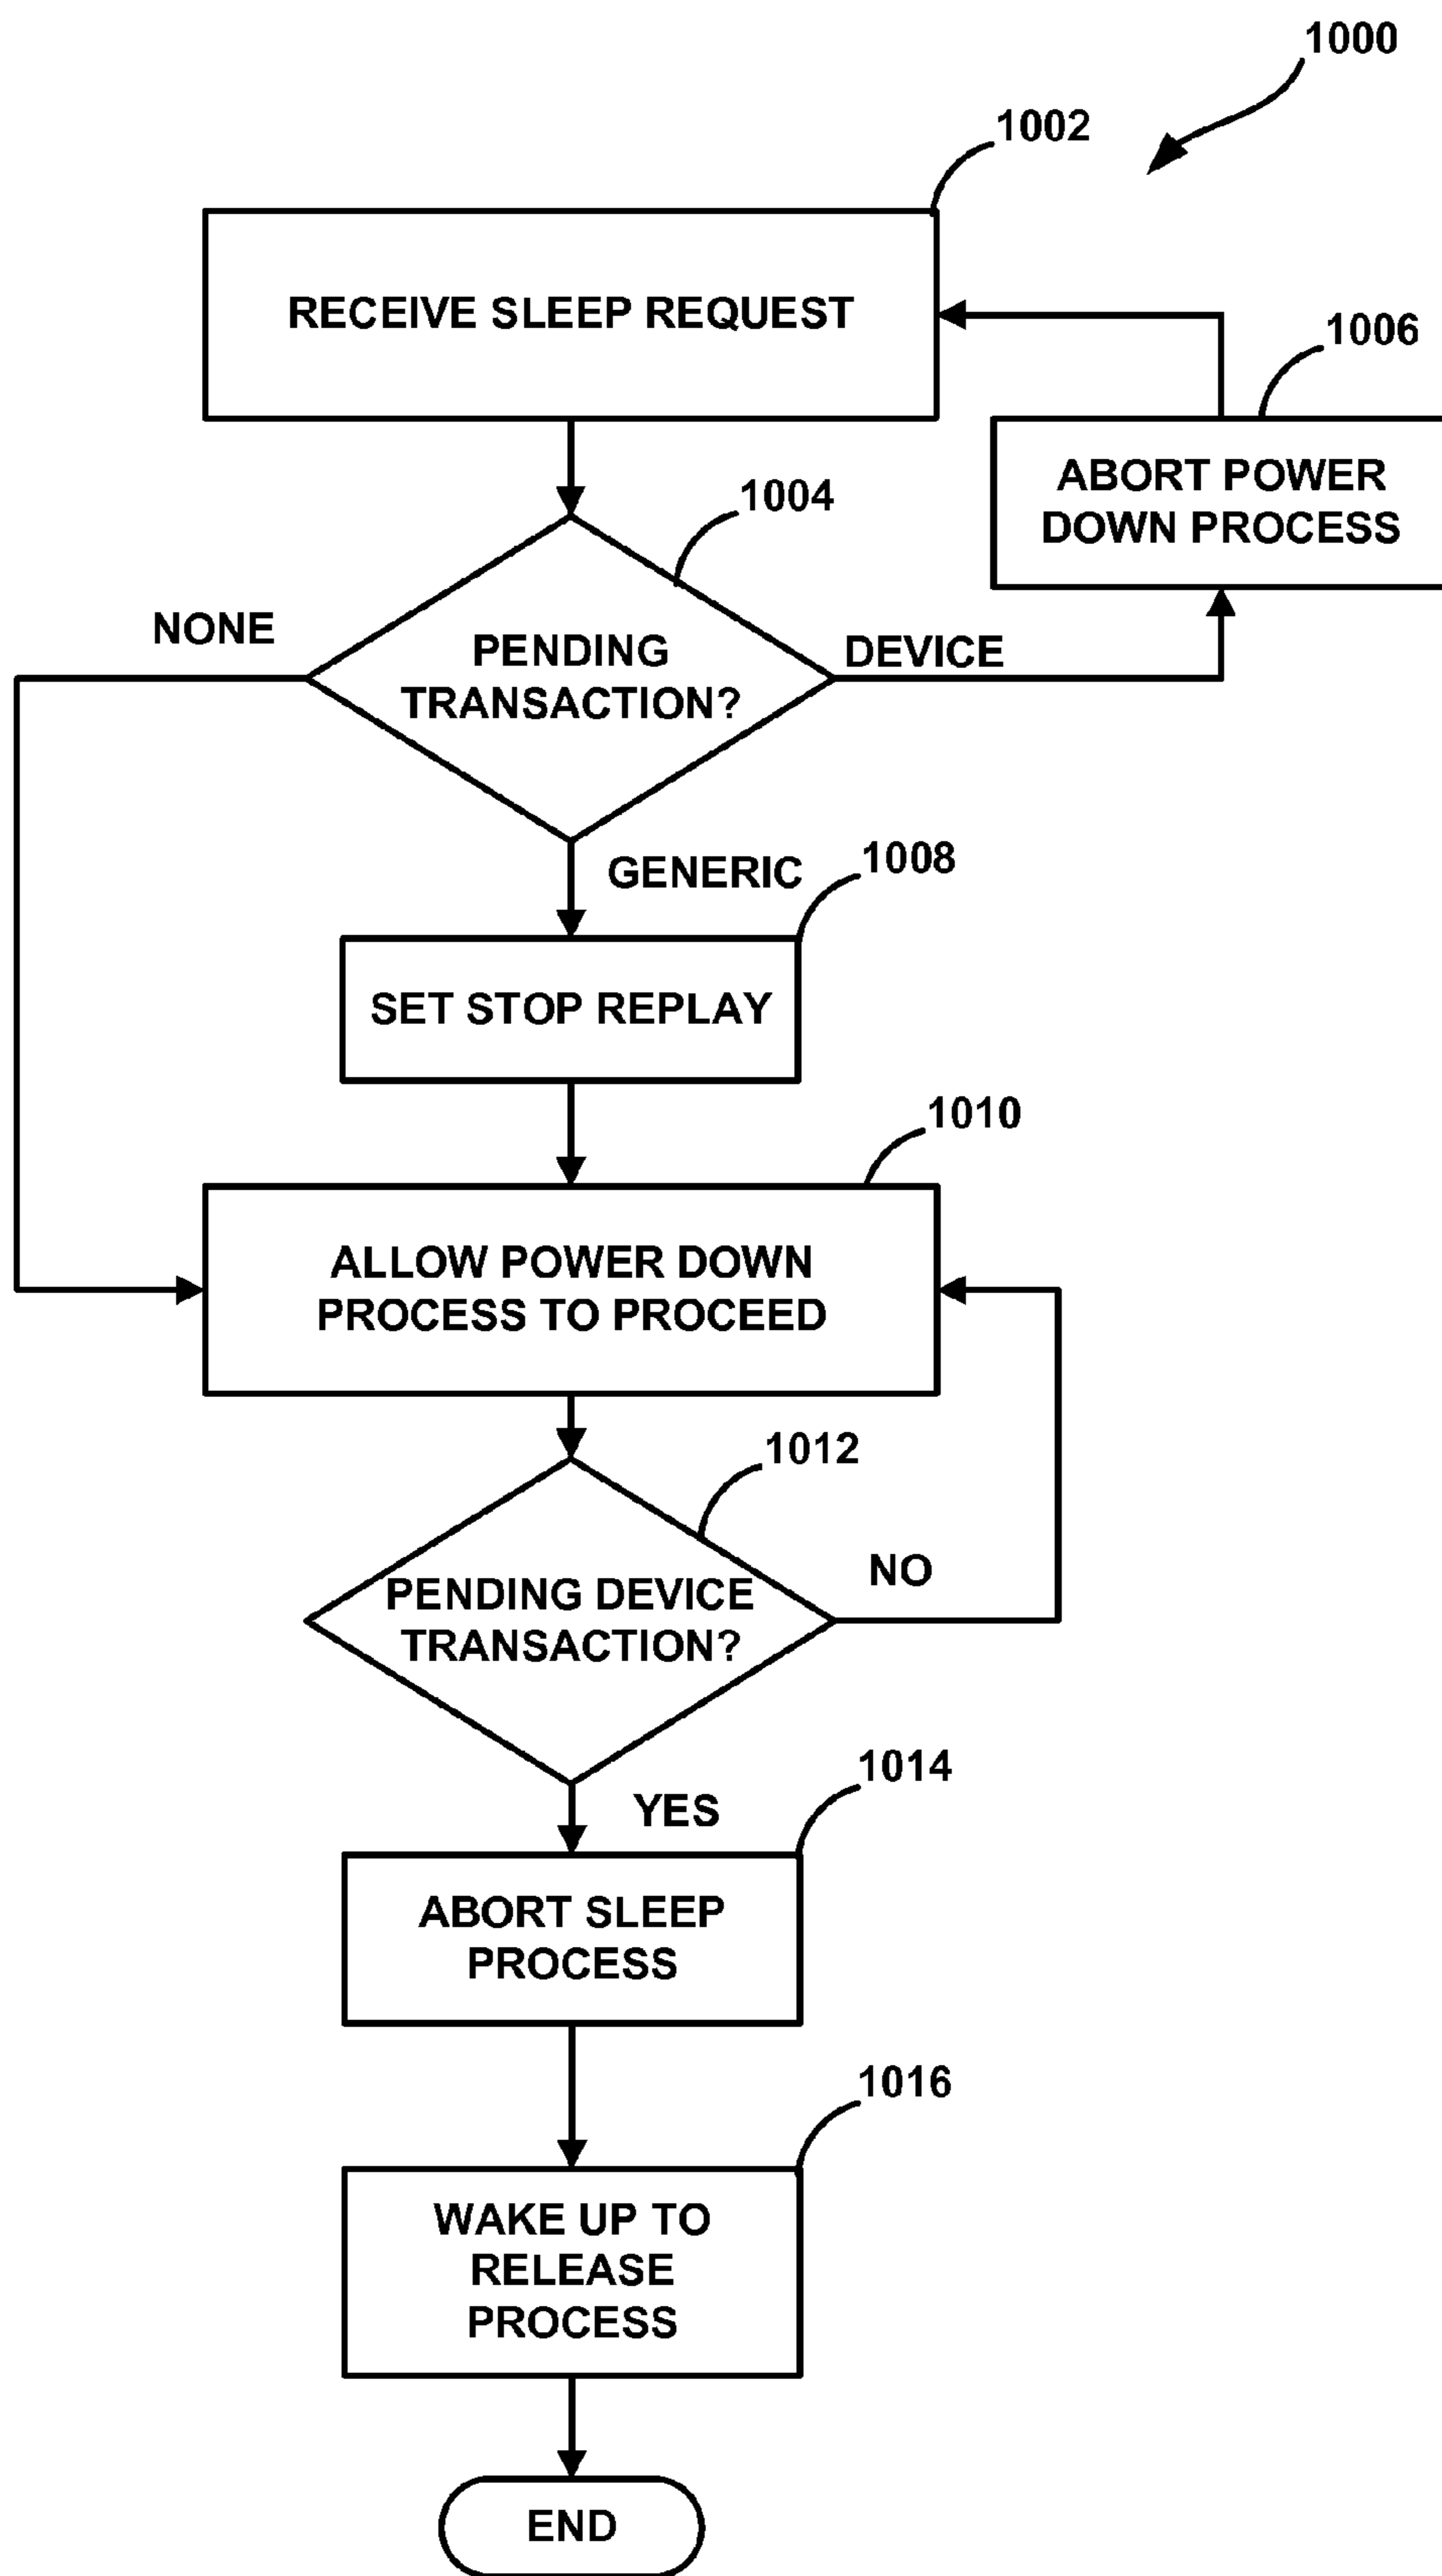 1000
1002
RECEIVE SLEEP REQUEST
1006
ABORT POWER
DOWN PROCESS
1004
NONE
PENDING
TRANSACTION?
DEVICE
GENERIC
1008
SET STOP REPLAY
1010
ALLOW POWER DOWN
PROCESS TO PROCEED
1012
PENDING DEVICE
TRANSACTION?
NO
YES
1014
ABORT SLEEP
PROCESS
1016
WAKE UP TO
RELEASE
PROCESS
END